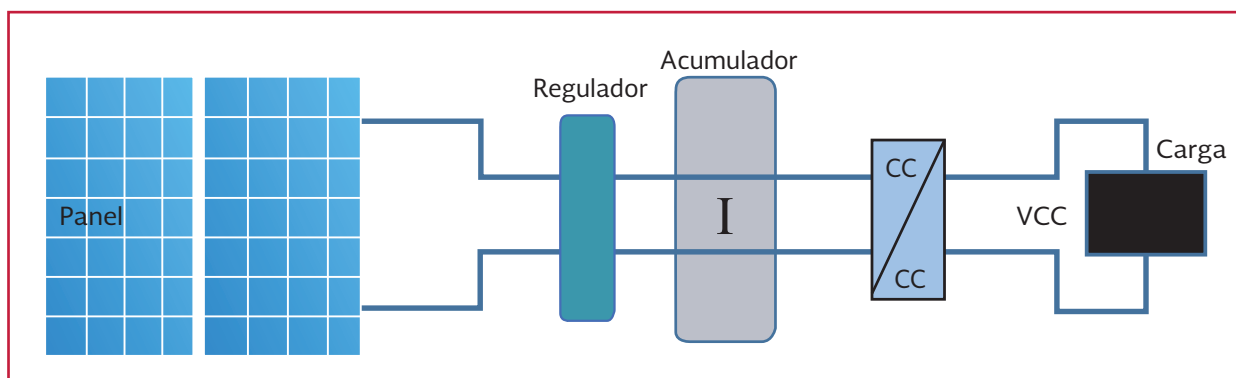 Panel
Regulador
Acumulador
I
CC
CC
VCC
Carga